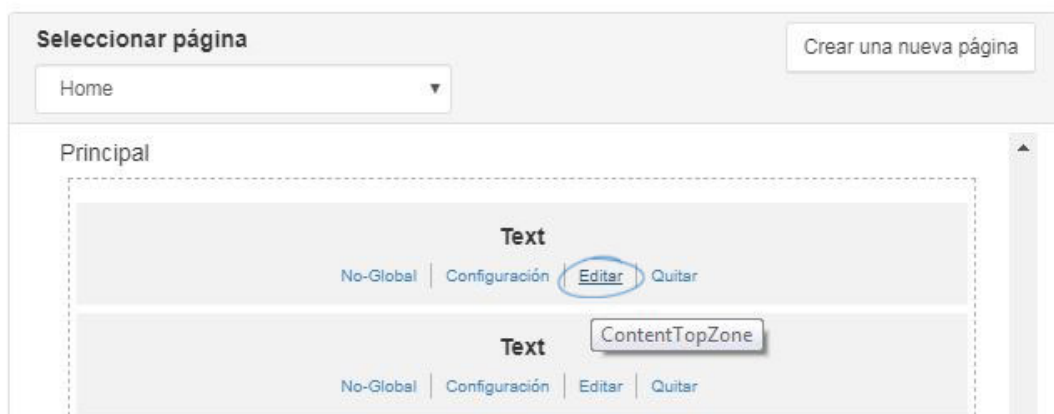 Seleccionar página
Crear una nueva página
Home
Principal
Text
No-Global Configuración Editar Quitar
ContentTopZone
Text
No-Global Configuración Editar Quitar